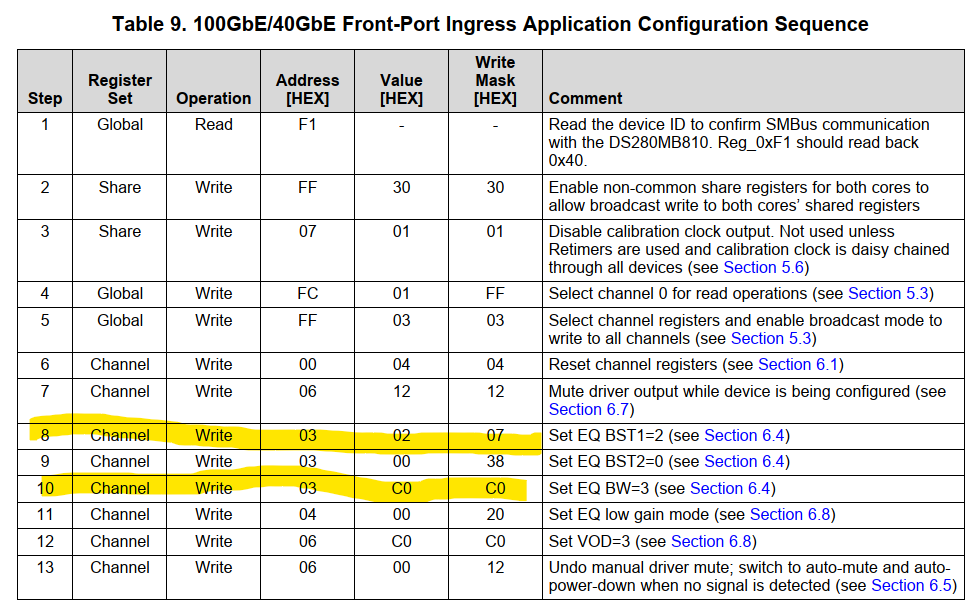 Table 9. 100GbE/40GbE Front-Port Ingress Application Configuration Sequence
Step Register Set Operation Address [HEX] Value [HEX] Write Mask [HEX] Comment
1 Global Read F1 - - Read the device ID to confirm SMBus communication
with the DS280MB810. Reg_0xF1 should read back
0x40.
2 Share Write FF 30 30 Enable non-common share registers for both cores to
allow broadcast write to both cores’ shared registers
3 Share Write 07 01 01 Disable calibration clock output. Not used unless
Retimers are used and calibration clock is daisy chained
through all devices (see Section 5.6)
4 Global Write FC 01 FF Select channel 0 for read operations (see Section 5.3)
5 Global Write FF 03 03 Select channel registers and enable broadcast mode to
write to all channels (see Section 5.3)
6 Channel Write 00 04 04 Reset channel registers (see Section 6.1)
7 Channel Write 06 12 12 Mute driver output while device is being configured (see
Section 6.7)
8 Channel Write 03 02 07 Set EQ BST1=2 (see Section 6.4)
9 Channel Write 03 00 38 Set EQ BST2=0 (see Section 6.4)
10 Channel Write 03 C0 C0 Set EQ BW=3 (see Section 6.4)
11 Channel Write 04 00 20 Set EQ low gain mode (see Section 6.8)
12 Channel Write 06 C0 C0 Set VOD=3 (see Section 6.8)
13 Channel Write 06 00 12 Undo manual driver mute; switch to auto-mute and auto-
power-down when no signal is detected (see Section 6.5)